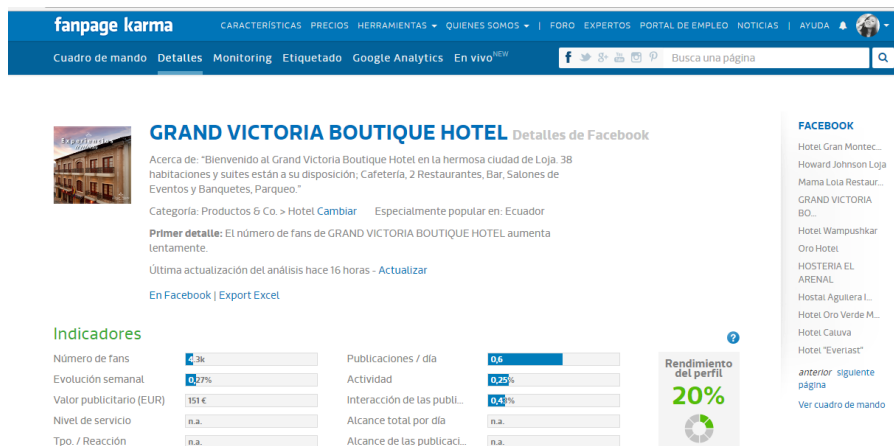 fanpage karma
CARACTERÍSTICAS PRECIOS HERRAMIENTAS QUIENES SOMOS | FORO EXPERTOS PORTAL DE EMPLEO NOTICIAS | AYUDA
Cuadro de mando Detalles Monitoring Etiquetado Google Analytics En vivo NEW
Busca una página
Experiencias
GRAND VICTORIA BOUTIQUE HOTEL Detalles de Facebook
Acerca de: "Bienvenido al Grand Victoria Boutique Hotel en la hermosa ciudad de Loja. 38
habitaciones y suites están a su disposición; Cafetería, 2 Restaurantes, Bar, Salones de
Eventos y Banquetes, Parqueo."
Categoría: Productos & Co. > Hotel Cambiar Especialmente popular en: Ecuador
Primer detalle: El número de fans de GRAND VICTORIA BOUTIQUE HOTEL aumenta
lentamente.
Última actualización del análisis hace 16 horas - Actualizar
En Facebook | Export Excel
Indicadores
Número de fans 4,3k
Evolución semanal 0,27%
Valor publicitario (EUR) 151 €
Nivel de servicio n.a.
Tpo. / Reacción n.a.
Publicaciones / día 0,6
Actividad 0,25%
Interacción de las publi... 0,43%
Alcance total por día n.a.
Alcance de las publicaci... n.a.
?
Rendimiento
del perfil
20%
FACEBOOK
Hotel Gran Montec...
Howard Johnson Loja
Mama Lola Restaur...
GRAND VICTORIA
BO...
Hotel Wampushkar
Oro Hotel
HOSTERIA EL
ARENAL
Hostal Aguilera I...
Hotel Oro Verde M...
Hotel Caluva
Hotel "Everlast"
anterior siguiente
página
Ver cuadro de mando